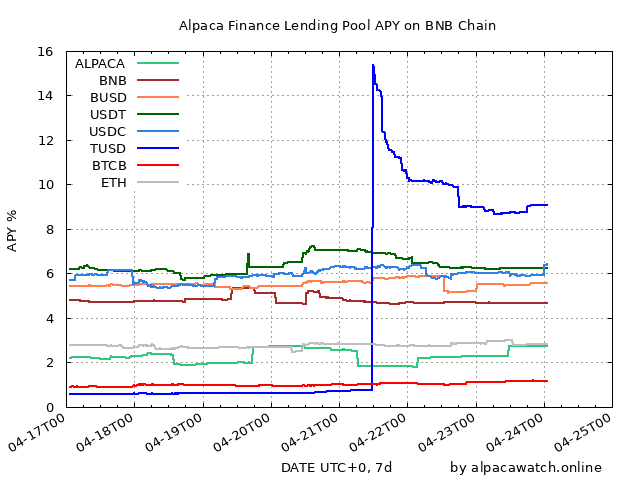 Alpaca Finance Lending Pool APY on BNB Chain
16
14
12
10
8
6
4
2
0
APY %
ALPACA
BNB
BUSD
USDT
USDC
TUSD
BTCB
ETH
04-17T00
04-18T00
04-19T00
04-20T00
04-21T00
04-22T00
04-23T00
04-24T00
04-25T00
DATE UTC+0, 7d
by alpacawatch.online